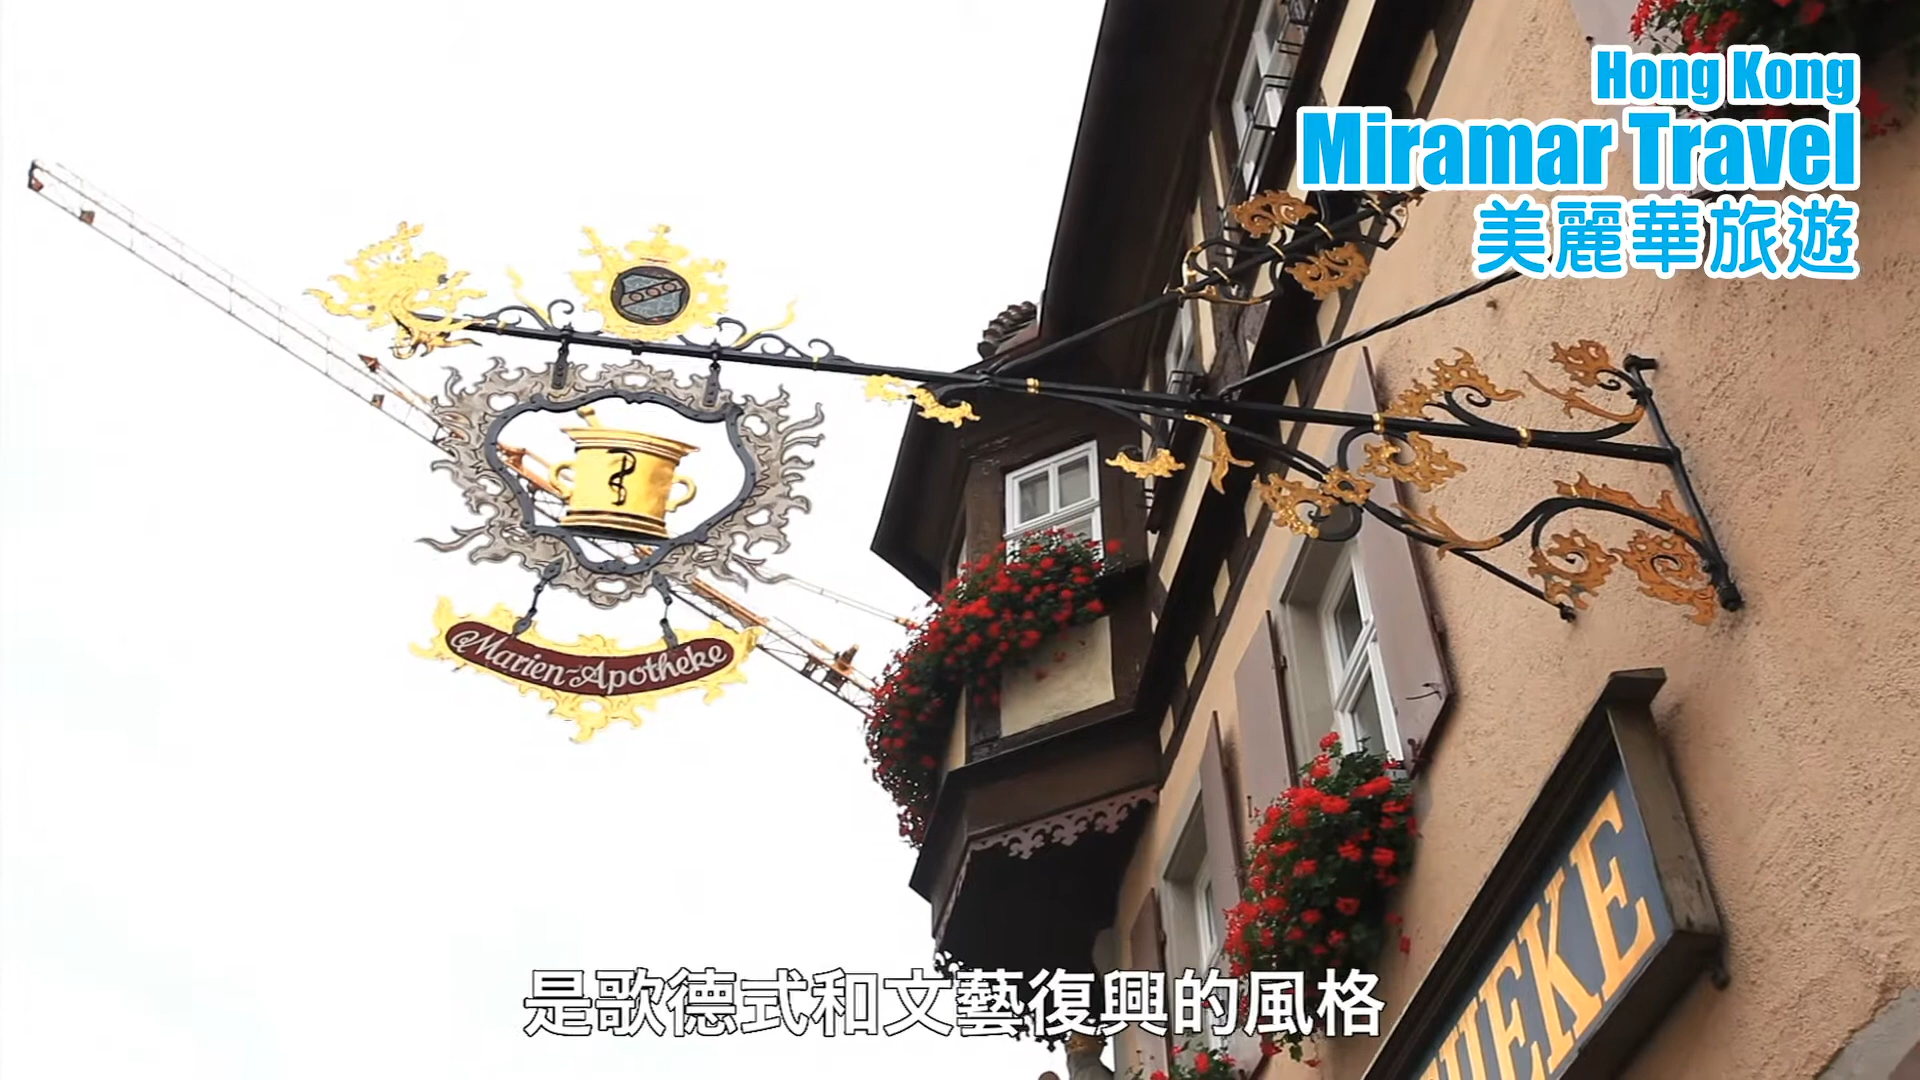 Hong Kong
Miramar Travel
美麗華旅遊
Marien-Apotheke
HEKE
是歌德式和文藝復興的風格